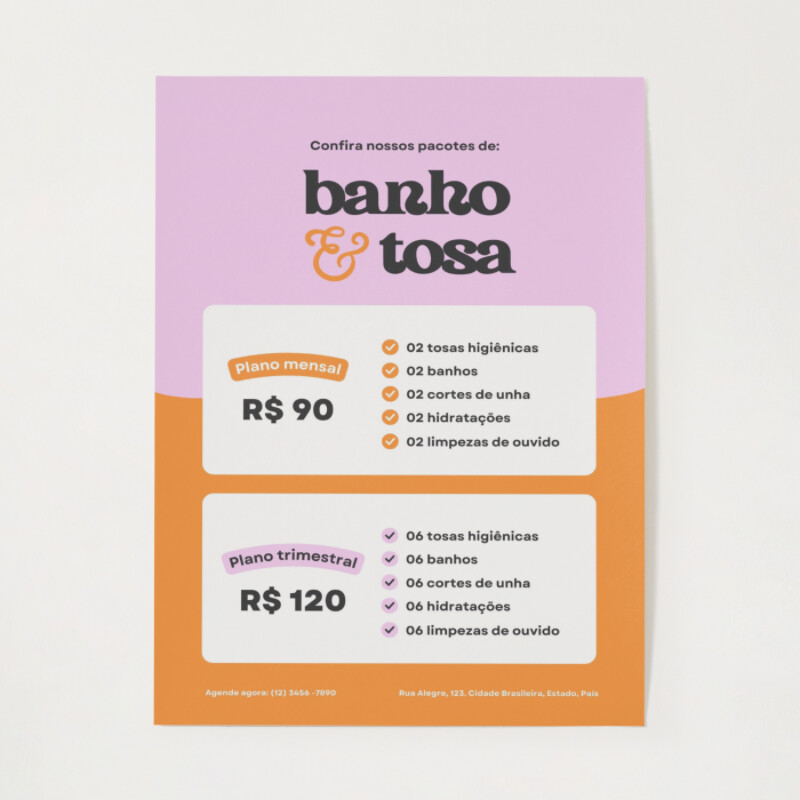 Confira nossos pacotes de:
banho
& tosa
Plano mensal
R$ 90
02 tosas higiênicas
02 banhos
02 cortes de unha
02 hidratações
02 limpezas de ouvido
Plano trimestral
R$ 120
06 tosas higiênicas
06 banhos
06 cortes de unha
06 hidratações
06 limpezas de ouvido
Agende agora: (12) 3456 -7890
Rua Alegre, 123. Cidade Brasileira, Estado, País